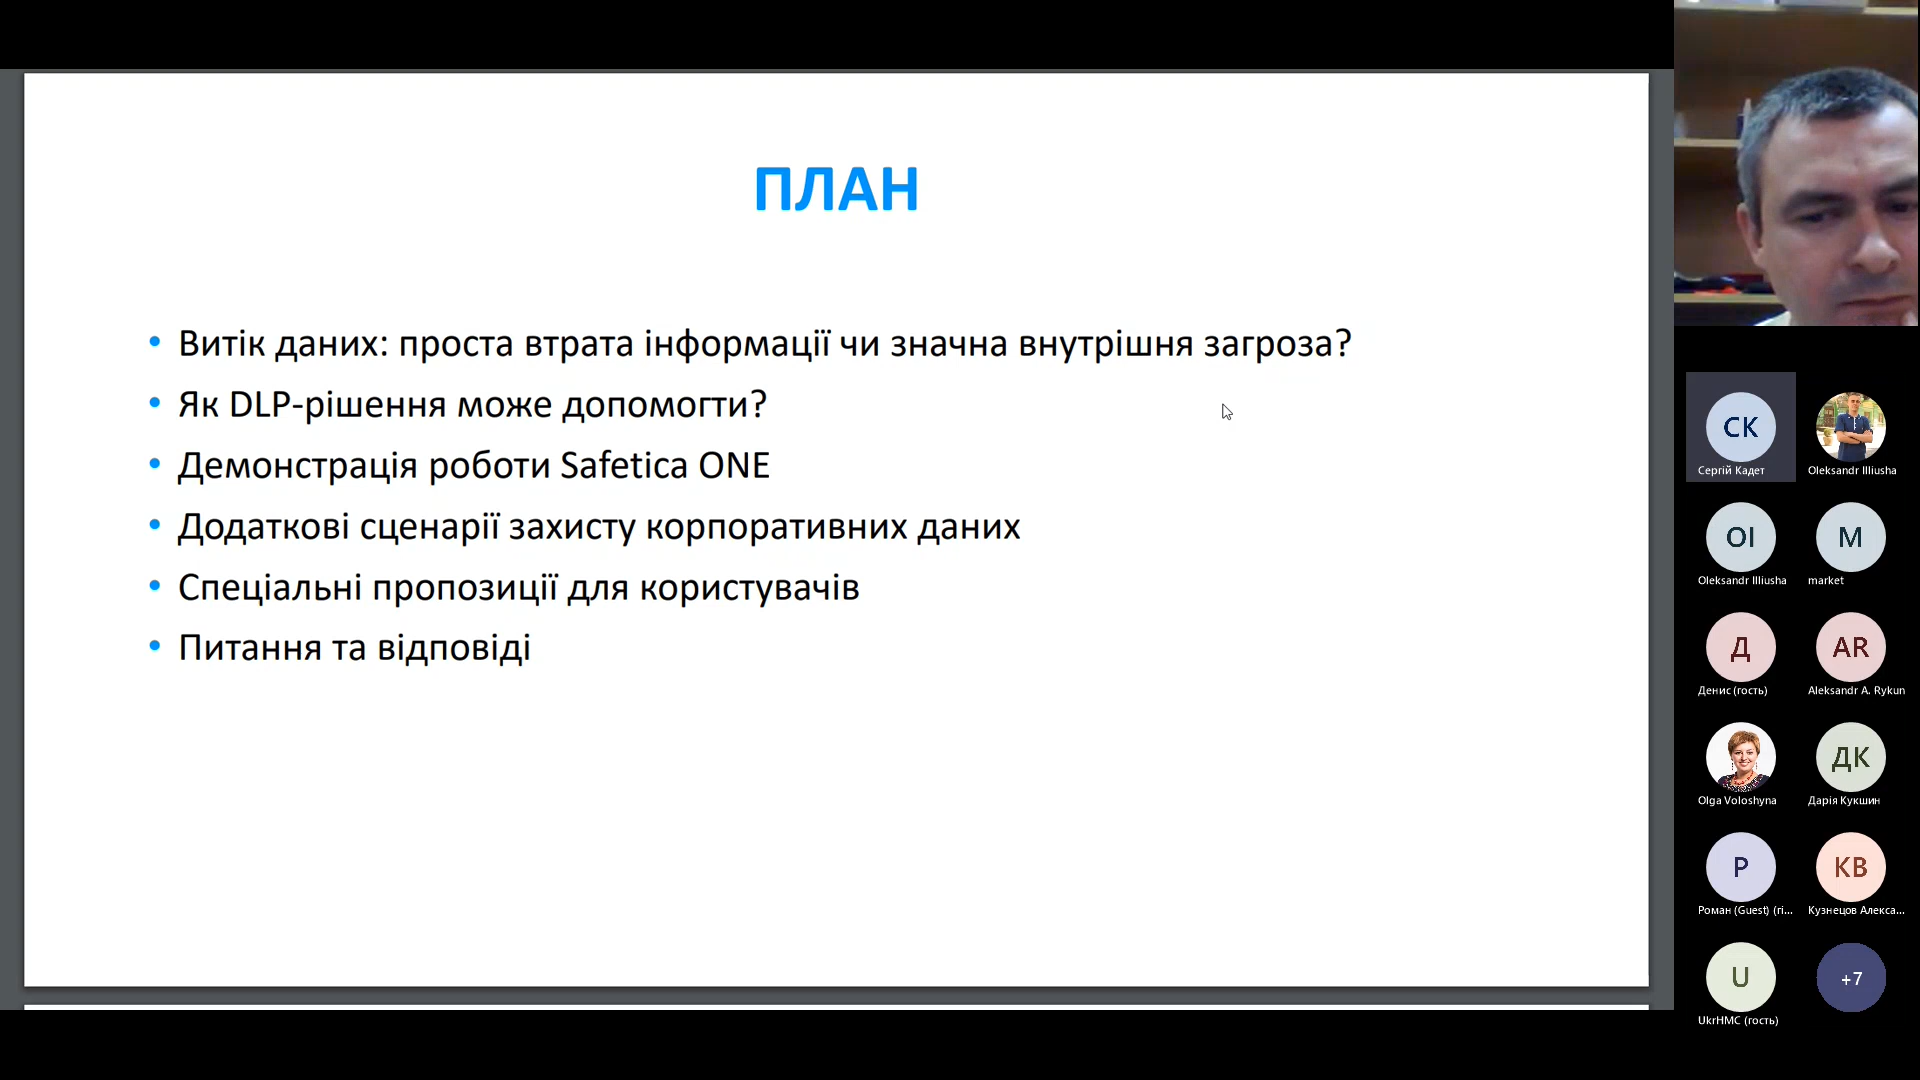 ПЛАН
• Витік даних: проста втрата інформації чи значна внутрішня загроза?
• Як DLP-рішення може допомогти?
• Демонстрація роботи Safetica ONE
• Додаткові сценарії захисту корпоративних даних
• Спеціальні пропозиції для користувачів
• Питання та відповіді
СК
Сергій Кадет
Oleksandr Illiusha
OI
Oleksandr Illiusha
M
market
Д
Денис (гость)
AR
Aleksandr A. Rykun
Olga Voloshyna
ДК
Дарія Кукшин
Р
Роман (Guest) (гі...
КВ
Кузнецов Алекса...
U
UkrHMC (гость)
+7